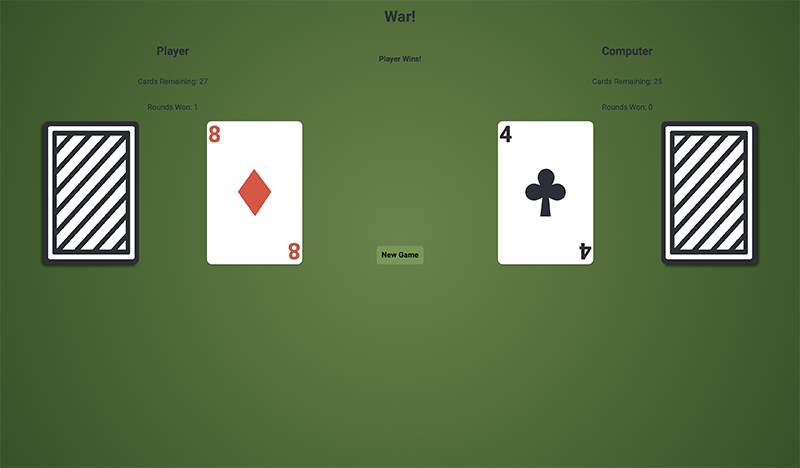 War!
Player
Player Wins!
Computer
Cards Remaining: 27
Cards Remaining: 25
Rounds Won: 1
Rounds Won: 0
8
4
8
4
New Game